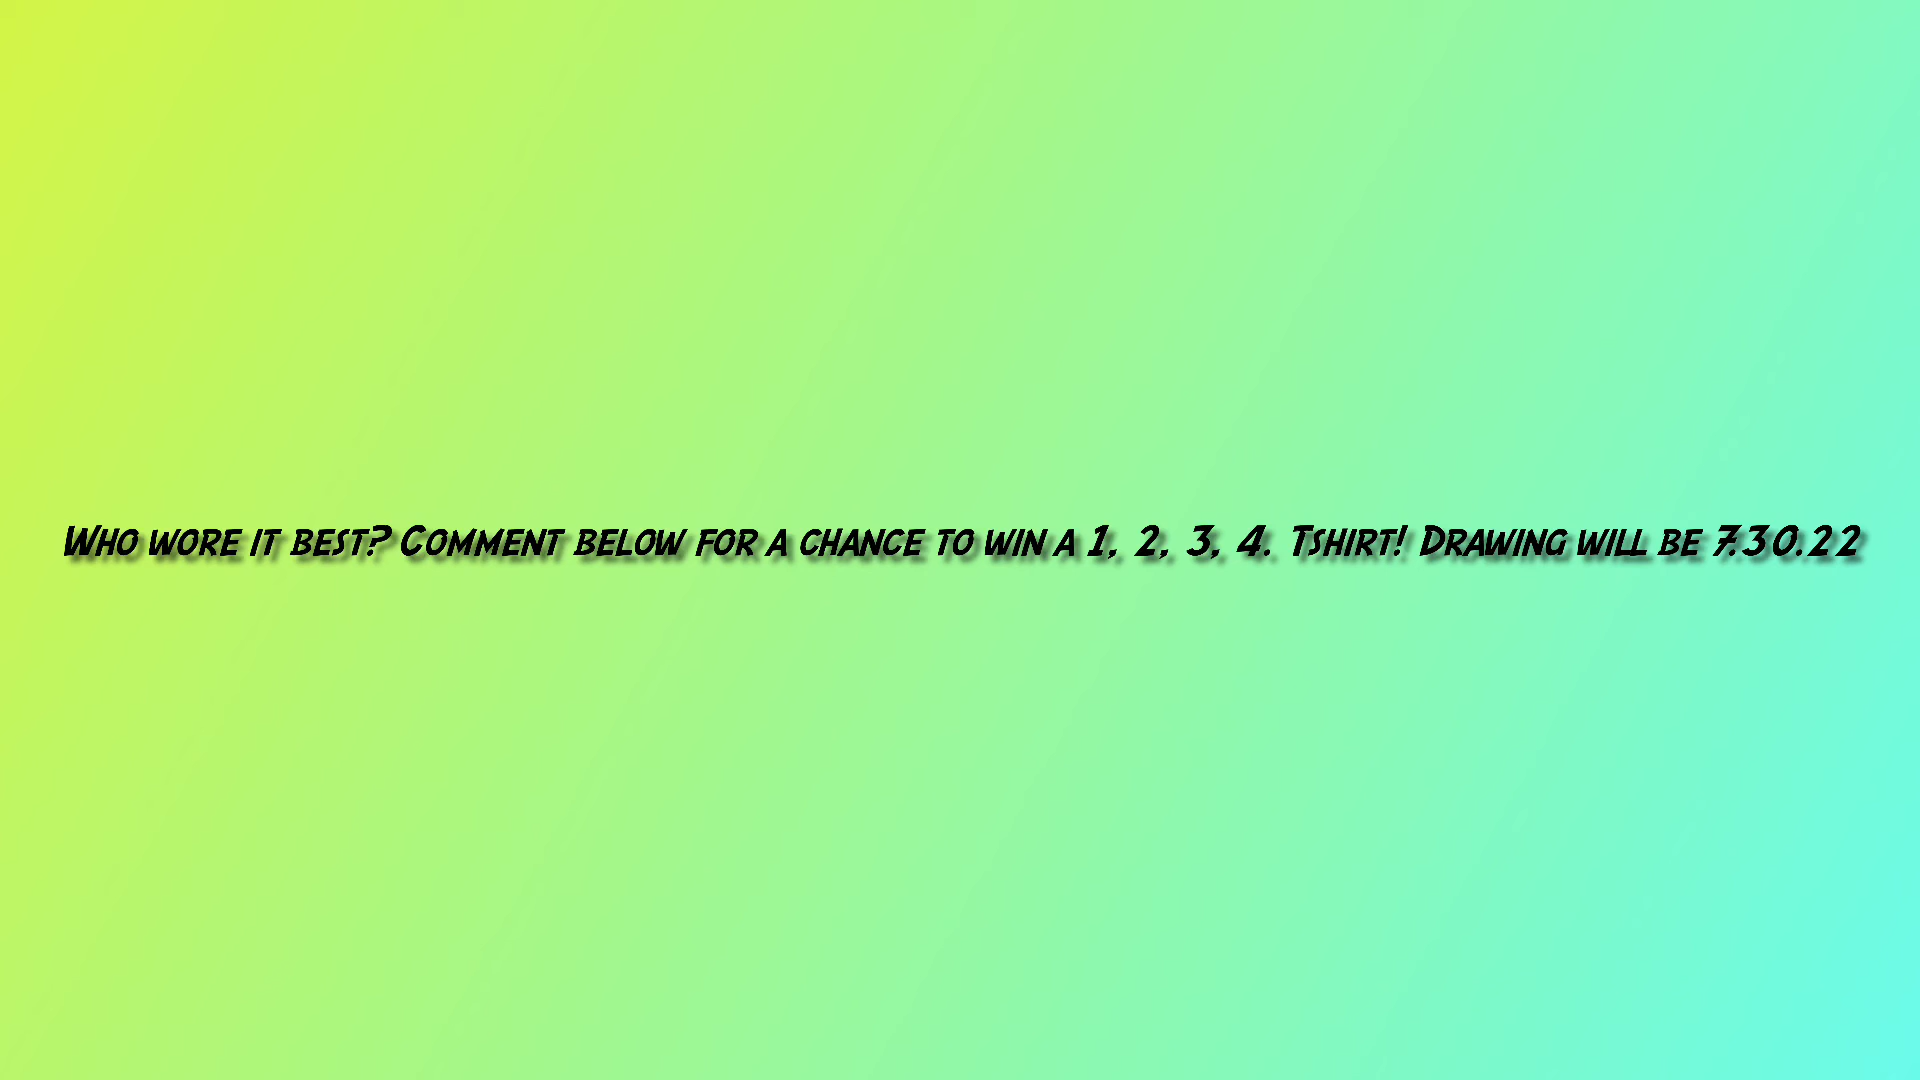 Who wore it best? Comment below for a chance to win a 1, 2, 3, 4. Tshirt! Drawing will be 7.30.22